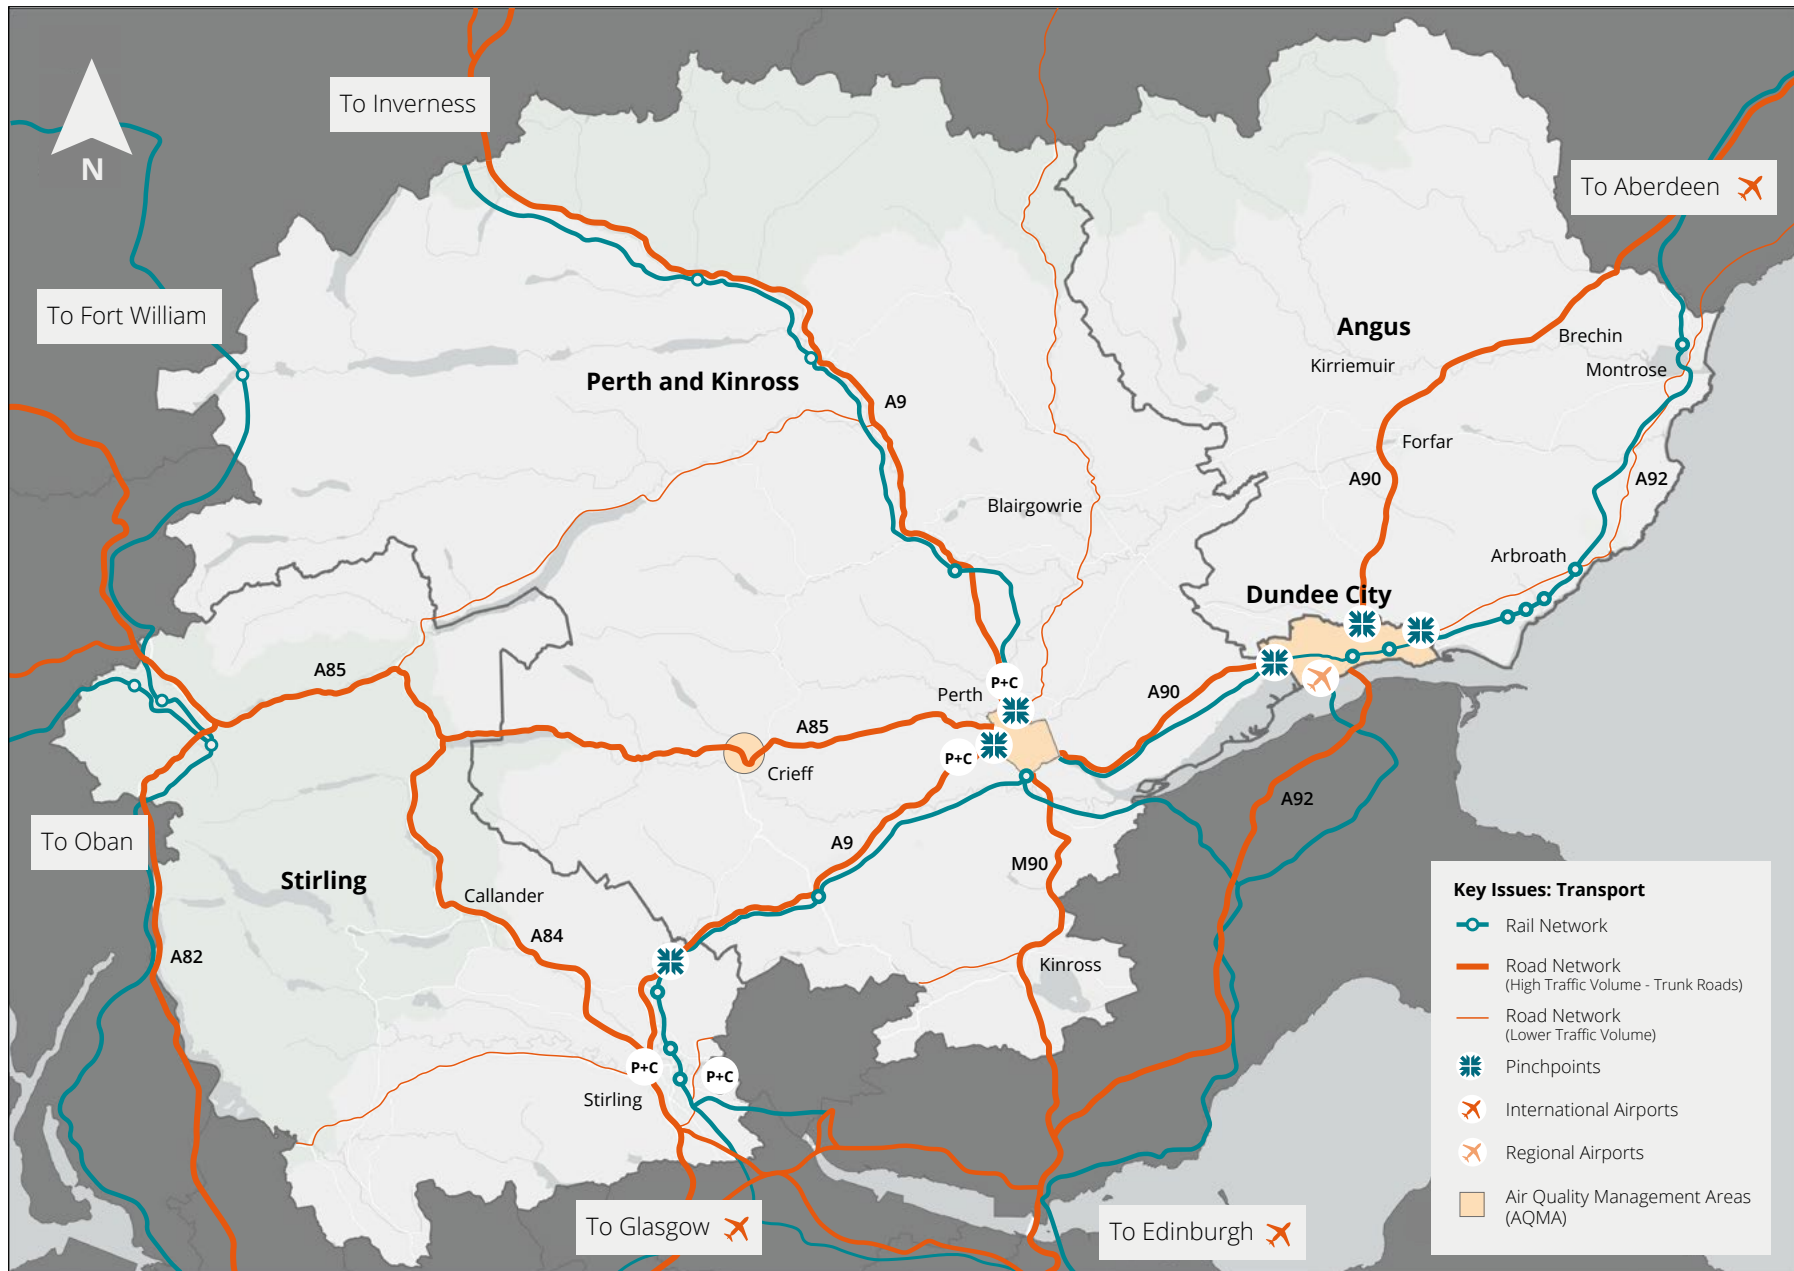 To Inverness
N
To Aberdeen
To Fort William
Angus
Brechin
Kirriemuir
Montrose
Perth and Kinross
A9
Forfar
A90
A92
Blairgowrie
Arbroath
Dundee City
A85
P+C
Perth
A90
A85
P+C
Crieff
A92
To Oban
A9
M90
Stirling
Callander
A84
A82
Kinross
P+C
P+C
Stirling
To Glasgow
To Edinburgh
Key Issues: Transport
Rail Network
Road Network
(High Traffic Volume - Trunk Roads)
Road Network
(Lower Traffic Volume)
Pinchpoints
International Airports
Regional Airports
Air Quality Management Areas
(AQMA)